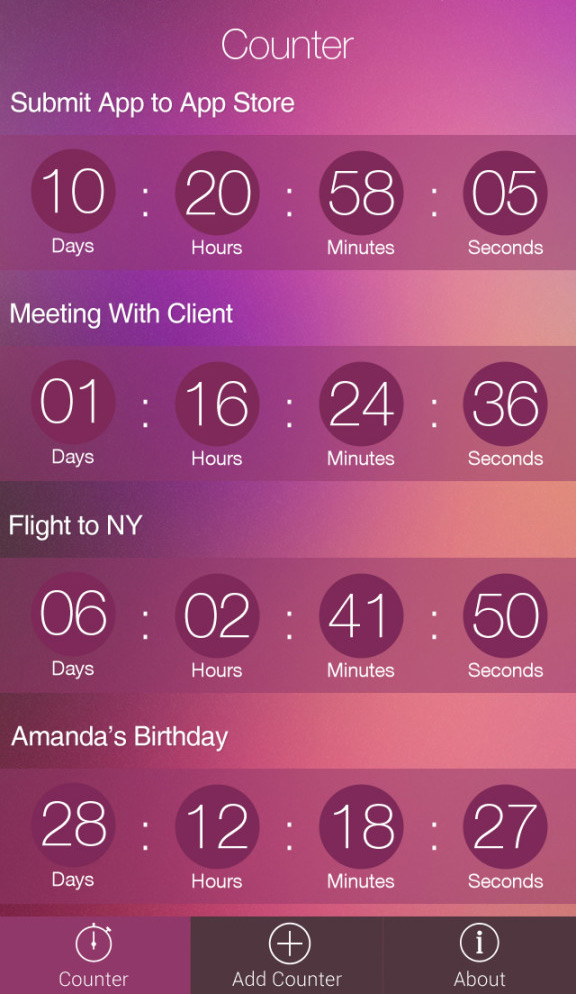 Counter
Submit App to App Store
10 : 20 : 58 : 05
Days Hours Minutes Seconds
Meeting With Client
01 : 16 : 24 : 36
Days Hours Minutes Seconds
Flight to NY
06 : 02 : 41 : 50
Days Hours Minutes Seconds
Amanda’s Birthday
28 : 12 : 18 : 27
Days Hours Minutes Seconds
Counter Add Counter About